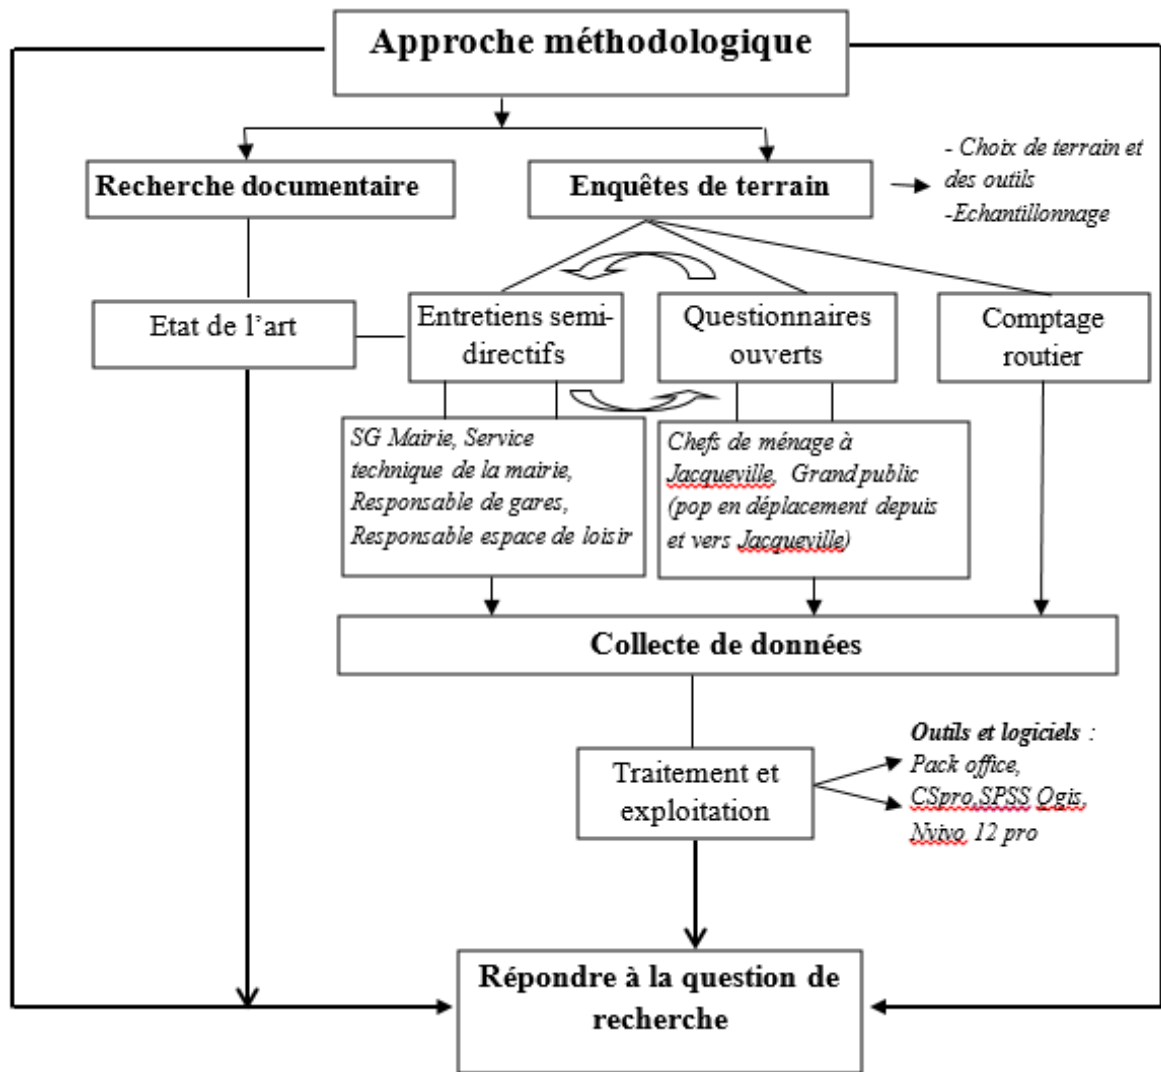 Approche méthodologique
Recherche documentaire
Enquêtes de terrain
- Choix de terrain et
des outils
-Echantillonnage
Etat de l’art
Entretiens semi-
directifs
Questionnaires
ouverts
Comptage
routier
SG Mairie, Service
technique de la mairie,
Responsable de gares,
Responsable espace de loisir
Chefs de ménage à
Jacqueville, Grand public
(pop en déplacement depuis
et vers Jacqueville)
Collecte de données
Traitement et
exploitation
Outils et logiciels :
Pack office,
CSpro,SPSS Qgis,
Nvivo 12 pro
Répondre à la question de
recherche